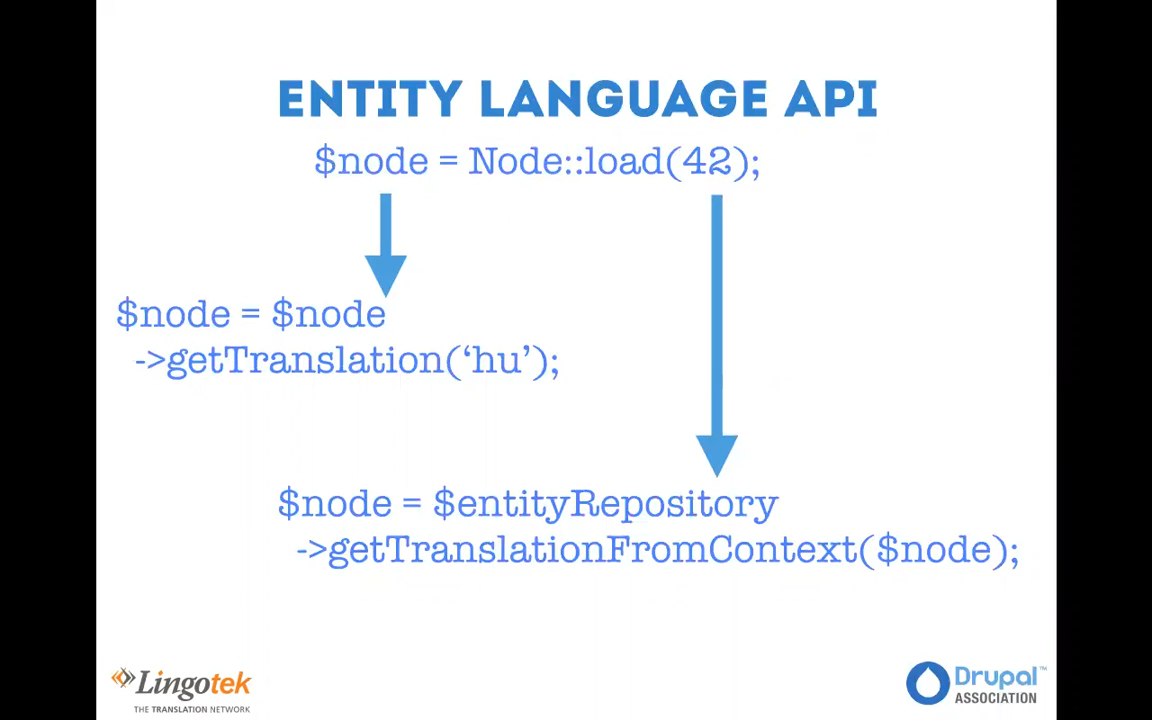 ENTITY LANGUAGE API
$node = Node::load(42);
$node = $node
->getTranslation(‘hu’);
$node = $entityRepository
->getTranslationFromContext($node);
Lingotek
THE TRANSLATION NETWORK
Drupal™
ASSOCIATION